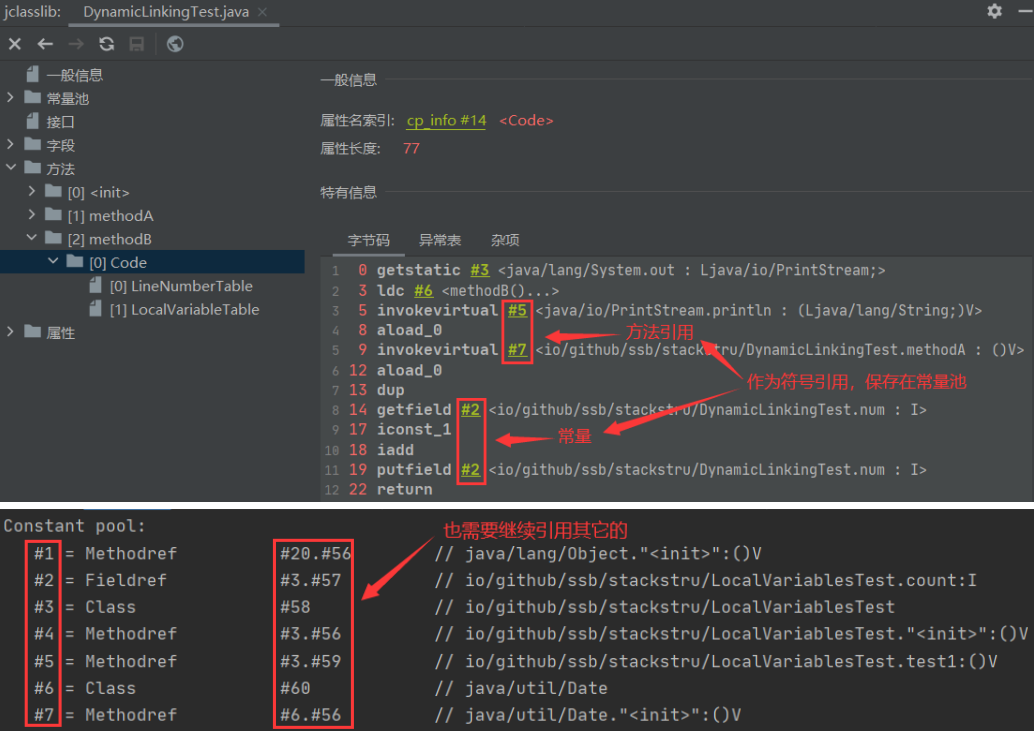 jclasslib:
DynamicLinkingTest.java
一般信息
常量池
接口
字段
方法
[0] <init>
[1] methodA
[2] methodB
[0] Code
[0] LineNumberTable
[1] LocalVariableTable
属性
一般信息
属性名索引: cp_info #14 <Code>
属性长度: 77
特有信息
字节码 异常表 杂项
1 0 getstatic #3 <java/lang/System.out : Ljava/io/PrintStream;>
2 3 ldc #6 <methodB()...>
3 5 invokevirtual #5 <java/io/PrintStream.println : (Ljava/lang/String;)V>
4 8 aload_0
方法引用
5 9 invokevirtual #7 <io/github/ssb/stackstru/DynamicLinkingTest.methodA : ()V>
6 12 aload_0
7 13 dup
作为符号引用，保存在常量池
8 14 getfield #2 <io/github/ssb/stackstru/DynamicLinkingTest.num : I>
9 17 iconst_1
常量
10 18 iadd
11 19 putfield #2 <io/github/ssb/stackstru/DynamicLinkingTest.num : I>
12 22 return
Constant pool:
也需要继续引用其它的
#1 = Methodref #20.#56 // java/lang/Object."<init>":()V
#2 = Fieldref #3.#57 // io/github/ssb/stackstru/LocalVariablesTest.count:I
#3 = Class #58 // io/github/ssb/stackstru/LocalVariablesTest
#4 = Methodref #3.#56 // io/github/ssb/stackstru/LocalVariablesTest."<init>":()V
#5 = Methodref #3.#59 // io/github/ssb/stackstru/LocalVariablesTest.test1:()V
#6 = Class #60 // java/util/Date
#7 = Methodref #6.#56 // java/util/Date."<init>":()V